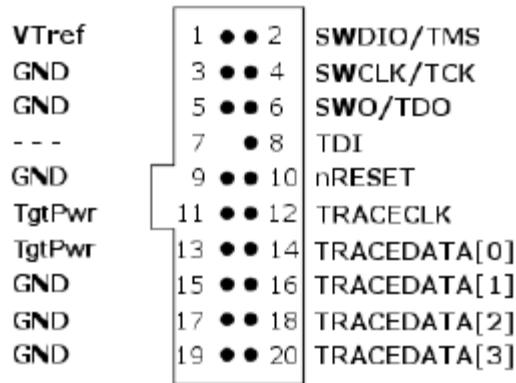 VTref 1 2 SWDIO/TMS
GND 3 4 SWCLK/TCK
GND 5 6 SWO/TDO
--- 7 8 TDI
GND 9 10 nRESET
TgtPwr 11 12 TRACECLK
TgtPwr 13 14 TRACEDATA[0]
GND 15 16 TRACEDATA[1]
GND 17 18 TRACEDATA[2]
GND 19 20 TRACEDATA[3]